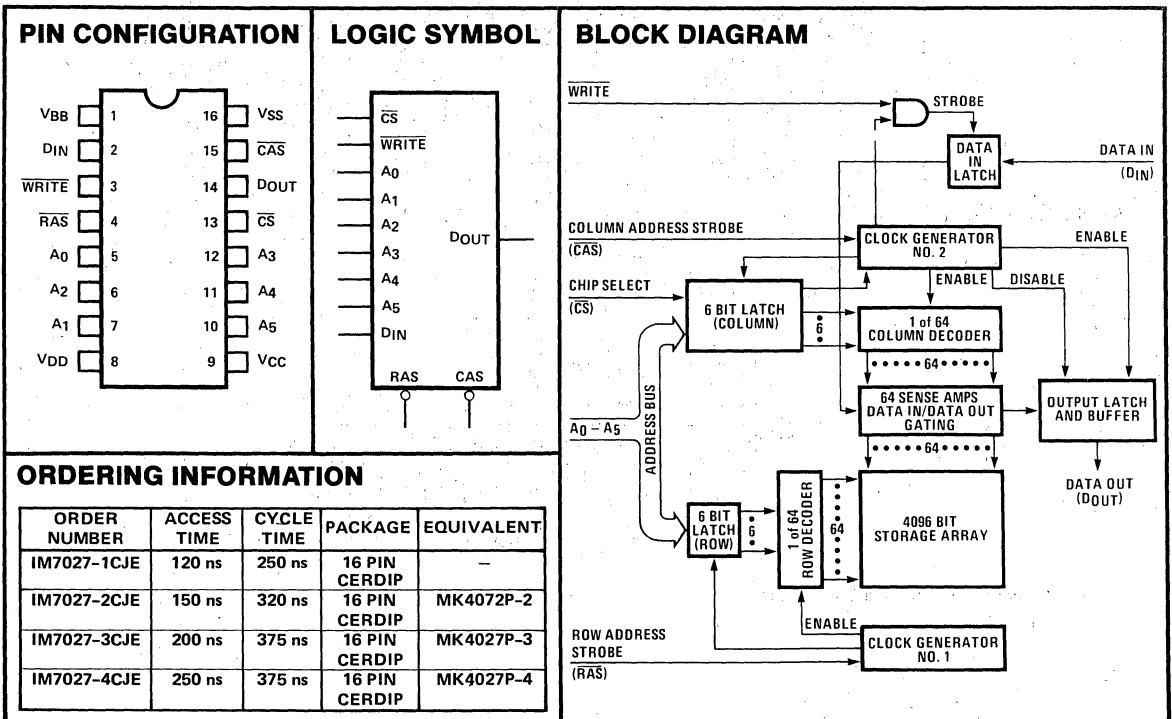 PIN CONFIGURATION
VBB 1
DIN 2
WRITE 3
RAS 4
A0 5
A2 6
A1 7
VDD 8
16 VSS
15 CAS
14 DOUT
13 CS
12 A3
11 A4
10 A5
9 VCC
LOGIC SYMBOL
CS
WRITE
A0
A1
A2
A3
A4
A5
DIN
DOUT
RAS CAS
BLOCK DIAGRAM
WRITE
STROBE
DATA
IN
LATCH
DATA IN
(DIN)
COLUMN ADDRESS STROBE
(CAS)
CLOCK GENERATOR
NO. 2
ENABLE
ENABLE DISABLE
CHIP SELECT
(CS)
6 BIT LATCH
(COLUMN)
6
1 of 64
COLUMN DECODER
64
64 SENSE AMPS
DATA IN/DATA OUT
GATING
64
OUTPUT LATCH
AND BUFFER
DATA OUT
(DOUT)
A0 – A5
ADDRESS BUS
6 BIT
LATCH
(ROW)
6
1 of 64
ROW DECODER
64
4096 BIT
STORAGE ARRAY
ENABLE
ROW ADDRESS
STROBE
(RAS)
CLOCK GENERATOR
NO. 1
ORDERING INFORMATION
ORDER NUMBER ACCESS TIME CYCLE TIME PACKAGE EQUIVALENT
IM7027-1CJE 120 ns 250 ns 16 PIN CERDIP –
IM7027-2CJE 150 ns 320 ns 16 PIN CERDIP MK4072P-2
IM7027-3CJE 200 ns 375 ns 16 PIN CERDIP MK4027P-3
IM7027-4CJE 250 ns 375 ns 16 PIN CERDIP MK4027P-4